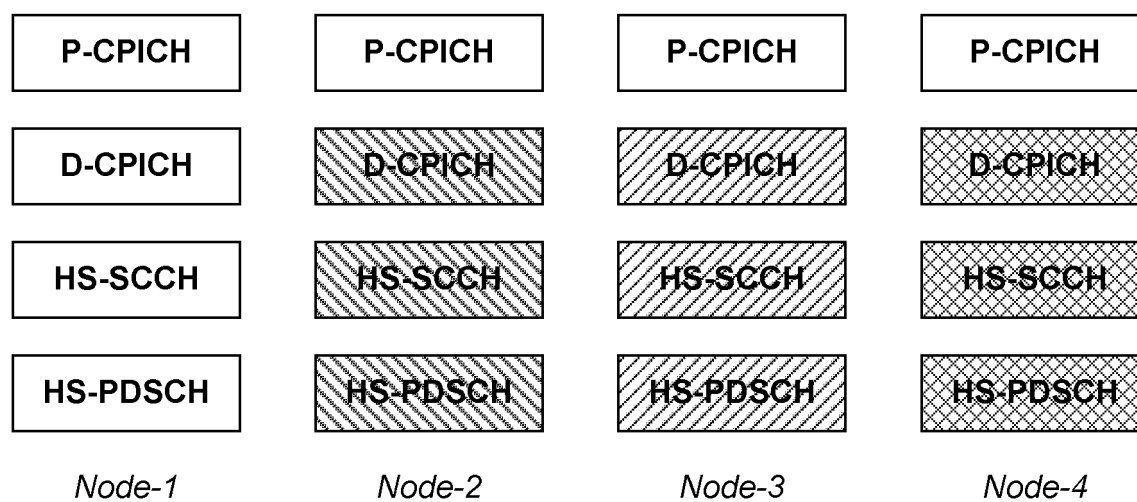 P-CPICH P-CPICH P-CPICH P-CPICH
D-CPICH D-CPICH D-CPICH D-CPICH
HS-SCCH HS-SCCH HS-SCCH HS-SCCH
HS-PDSCH HS-PDSCH HS-PDSCH HS-PDSCH
Node-1 Node-2 Node-3 Node-4